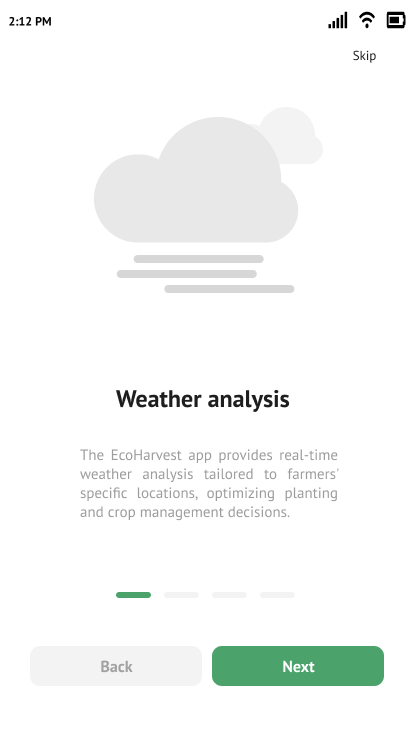 2:12 PM
Skip
Weather analysis
The EcoHarvest app provides real-time
weather analysis tailored to farmers'
specific locations, optimizing planting
and crop management decisions.
Back
Next